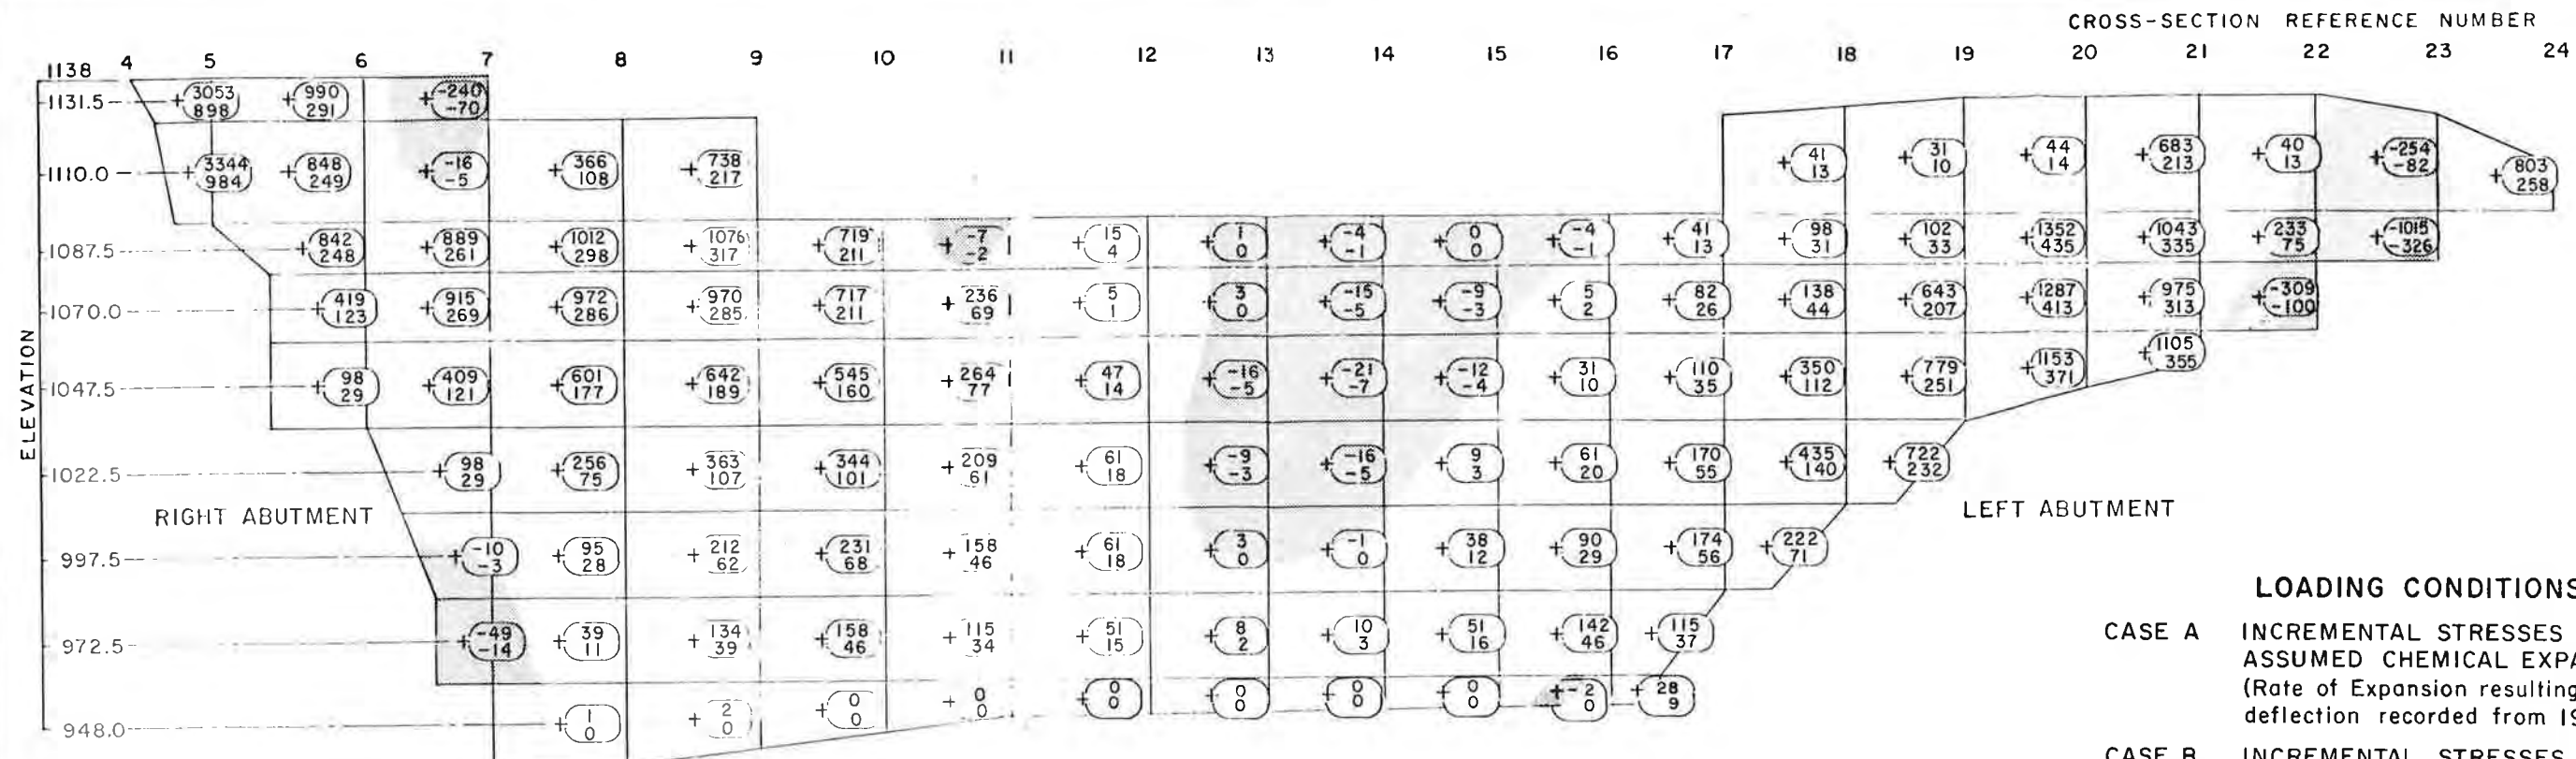 CROSS-SECTION REFERENCE NUMBER
4 5 6 7 8 9 10 11 12 13 14 15 16 17 18 19 20 21 22 23 24
1138
1131.5 3053 990 -240
898 291 -70
1110.0 3344 848 -16 366 738 41 31 44 683 40 -254 803
984 249 -5 108 217 13 10 14 213 13 -82 258
1087.5 842 889 1012 1076 719 -7 15 1 -4 0 -4 41 98 102 1352 1043 233 -1015
248 261 298 317 211 -2 4 0 -1 0 -1 13 31 33 435 335 75 -326
1070.0 419 915 972 970 717 236 5 3 -15 -9 5 82 138 643 1287 975 -309
123 269 286 285 211 69 1 0 -5 -3 2 26 44 207 413 313 -100
1047.5 98 409 601 642 545 264 47 -16 -21 -12 31 110 350 779 1153 1105
29 121 177 189 160 77 14 -5 -7 -4 10 35 112 251 371 355
ELEVATION
1022.5 98 256 363 344 209 61 -9 -16 9 61 170 435 722
29 75 107 101 61 18 -3 -5 3 20 55 140 232
RIGHT ABUTMENT
LEFT ABUTMENT
997.5 -10 95 212 231 158 61 3 -1 38 90 174 222
-3 28 62 68 46 18 0 0 12 29 56 71
972.5 -49 39 134 158 115 51 8 10 51 142 115
-14 11 39 46 34 15 2 3 16 46 37
948.0 1 2 0 0 0 0 0 0 -2 28
0 0 0 0 0 0 0 0 0 9
LOADING CONDITIONS
CASE A INCREMENTAL STRESSES
ASSUMED CHEMICAL EXPA
(Rate of Expansion resulting
deflection recorded from 19
CASE B INCREMENTAL STRESSES